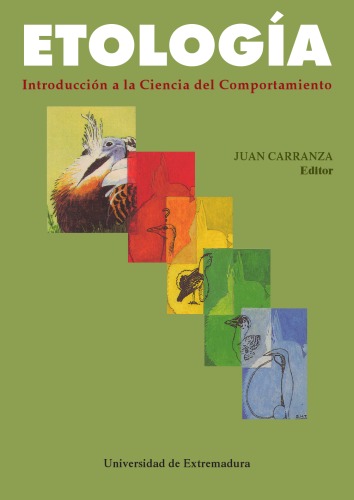 ETOLOGÍA
Introducción a la Ciencia del Comportamiento
JUAN CARRANZA
Editor
Universidad de Extremadura